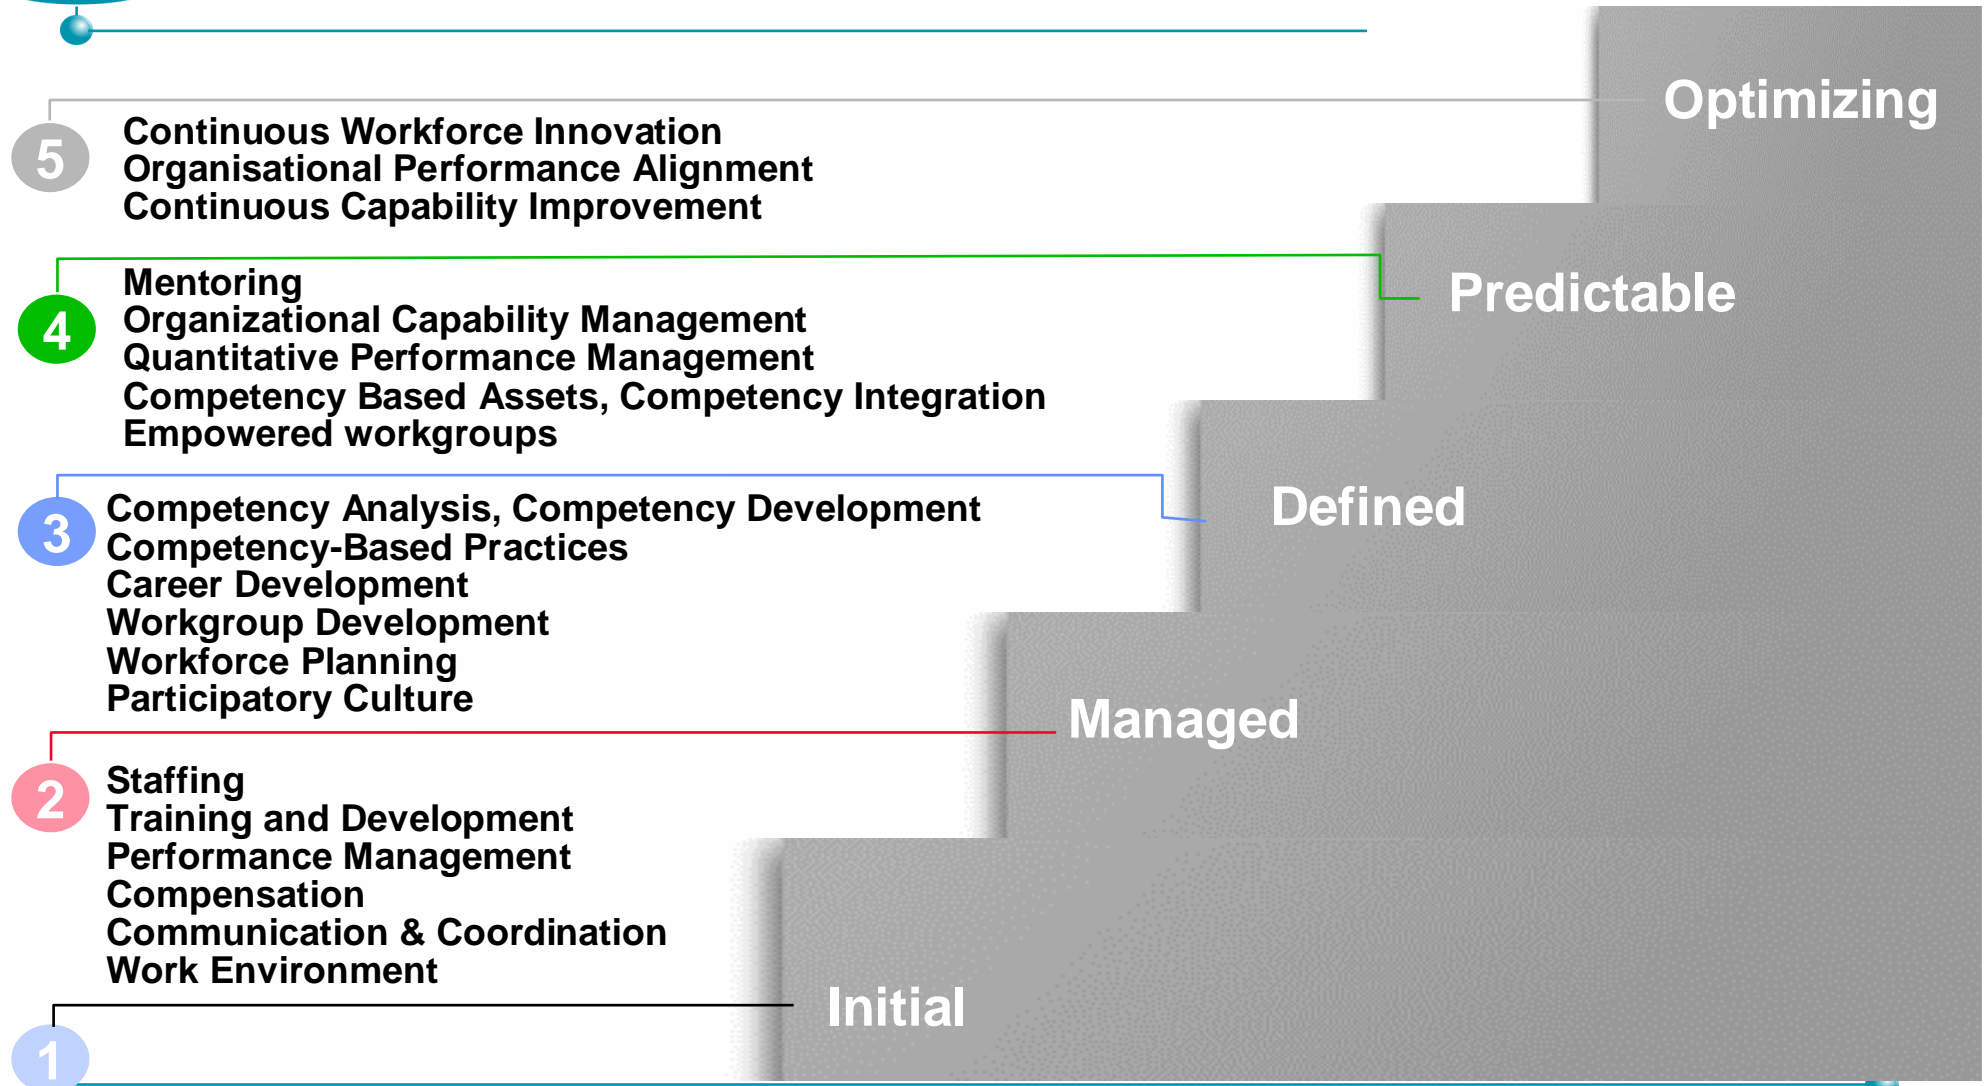 Optimizing
5
Continuous Workforce Innovation
Organisational Performance Alignment
Continuous Capability Improvement
Predictable
4
Mentoring
Organizational Capability Management
Quantitative Performance Management
Competency Based Assets, Competency Integration
Empowered workgroups
Defined
3
Competency Analysis, Competency Development
Competency-Based Practices
Career Development
Workgroup Development
Workforce Planning
Participatory Culture
Managed
2
Staffing
Training and Development
Performance Management
Compensation
Communication & Coordination
Work Environment
Initial
1